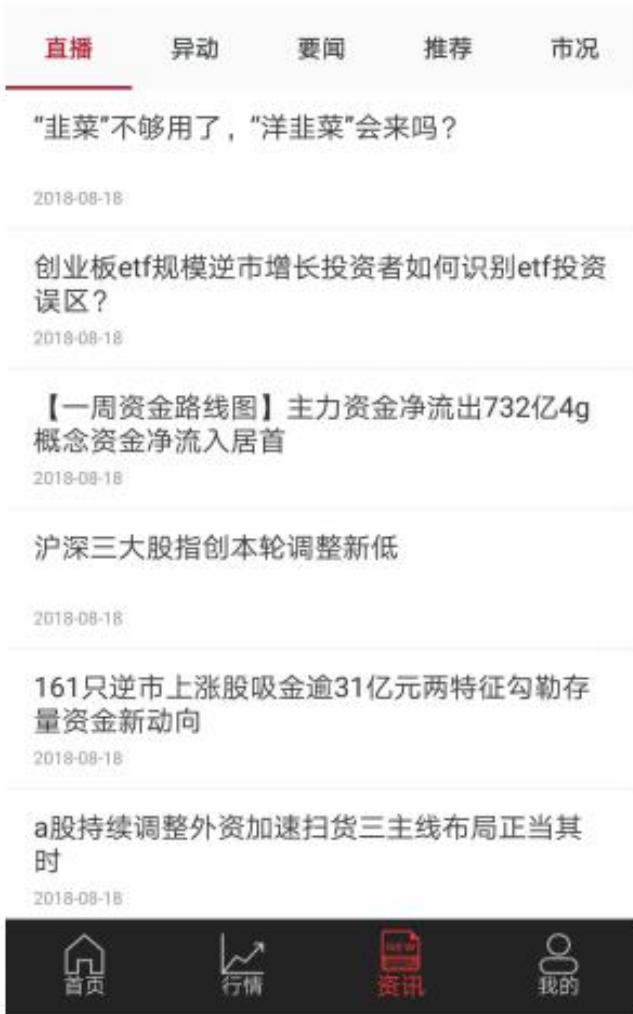 直播 异动 要闻 推荐 市况
“韭菜”不够用了，“洋韭菜”会来吗？
2018-08-18
创业板etf规模逆市增长投资者如何识别etf投资
误区？
2018-08-18
【一周资金路线图】主力资金净流出732亿4g
概念资金净流入居首
2018-08-18
沪深三大股指创本轮调整新低
2018-08-18
161只逆市上涨股吸金逾31亿元两特征勾勒存
量资金新动向
2018-08-18
a股持续调整外资加速扫货三主线布局正当其
时
2018-08-18
NEW
首页 行情 资讯 我的